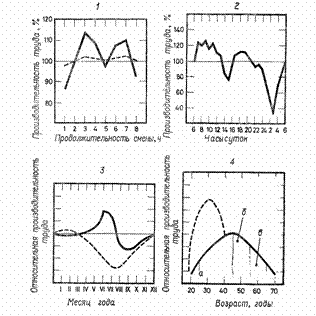 1
Производительность труда, %
120
110
100
90
80
1 2 3 4 5 6 7 8
Продолжительность смены, ч
2
Производительность труда, %
140
120
100
80
60
40
6 8 10 12 14 16 18 20 22 24 2 4 6
Часы суток
3
Относительная производительность
труда
I II III IV V VI VII VIII IX X XI XII
Месяц года
4
Относительная производительность
труда
а
б
в
20 30 40 50 60 70
Возраст, годы